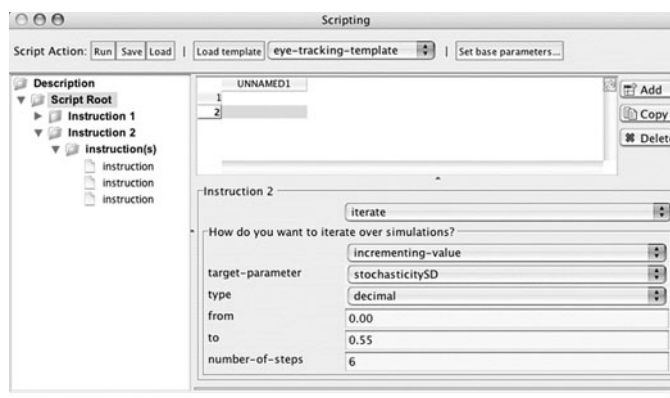 Scripting
Script Action: Run Save Load | Load template eye-tracking-template | Set base parameters...
Description
Script Root
Instruction 1
Instruction 2
instruction(s)
instruction
instruction
instruction
UNNAMED1
1
2
Add
Copy
Delete
Instruction 2
iterate
How do you want to iterate over simulations?
incrementing-value
target-parameter stochasticitySD
type decimal
from 0.00
to 0.55
number-of-steps 6